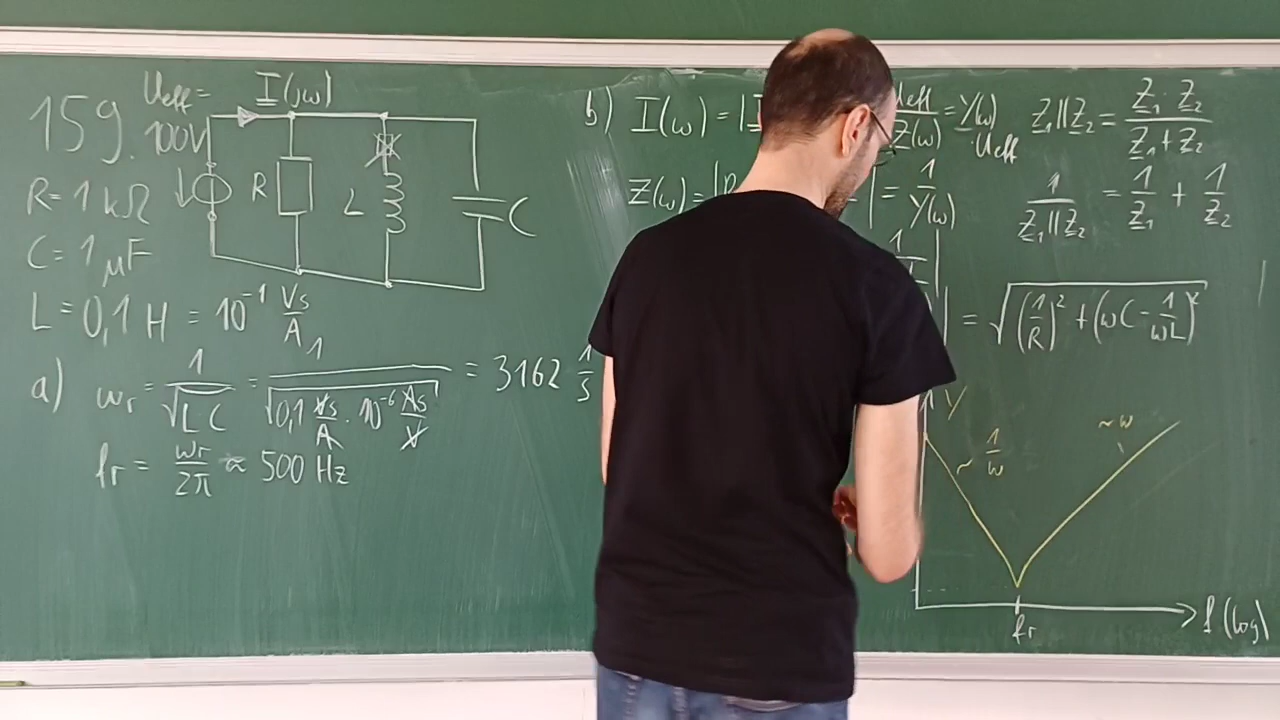 159.
Ueff =
100V
I(jω)
R = 1 kΩ
C = 1 μF
L = 0,1 H = 10⁻¹ Vs/A
R
L
C
a) ωr = 1/√(LC) = 1/√(0,1 Vs/A · 10⁻⁶ As/V) = 3162 1/s
fr = ωr/2π ≈ 500 Hz
b) I(ω) = |I Ueff/Z(ω) = Y(ω) · Ueff
Z(ω) = | | = 1/Y(ω)
= √((1/R)² + (ωC - 1/ωL)²)
Z₁||Z₂ = Z₁ · Z₂/(Z₁ + Z₂)
1/(Z₁||Z₂) = 1/Z₁ + 1/Z₂
Y
~ 1/ω
~ω
fr
f (log)